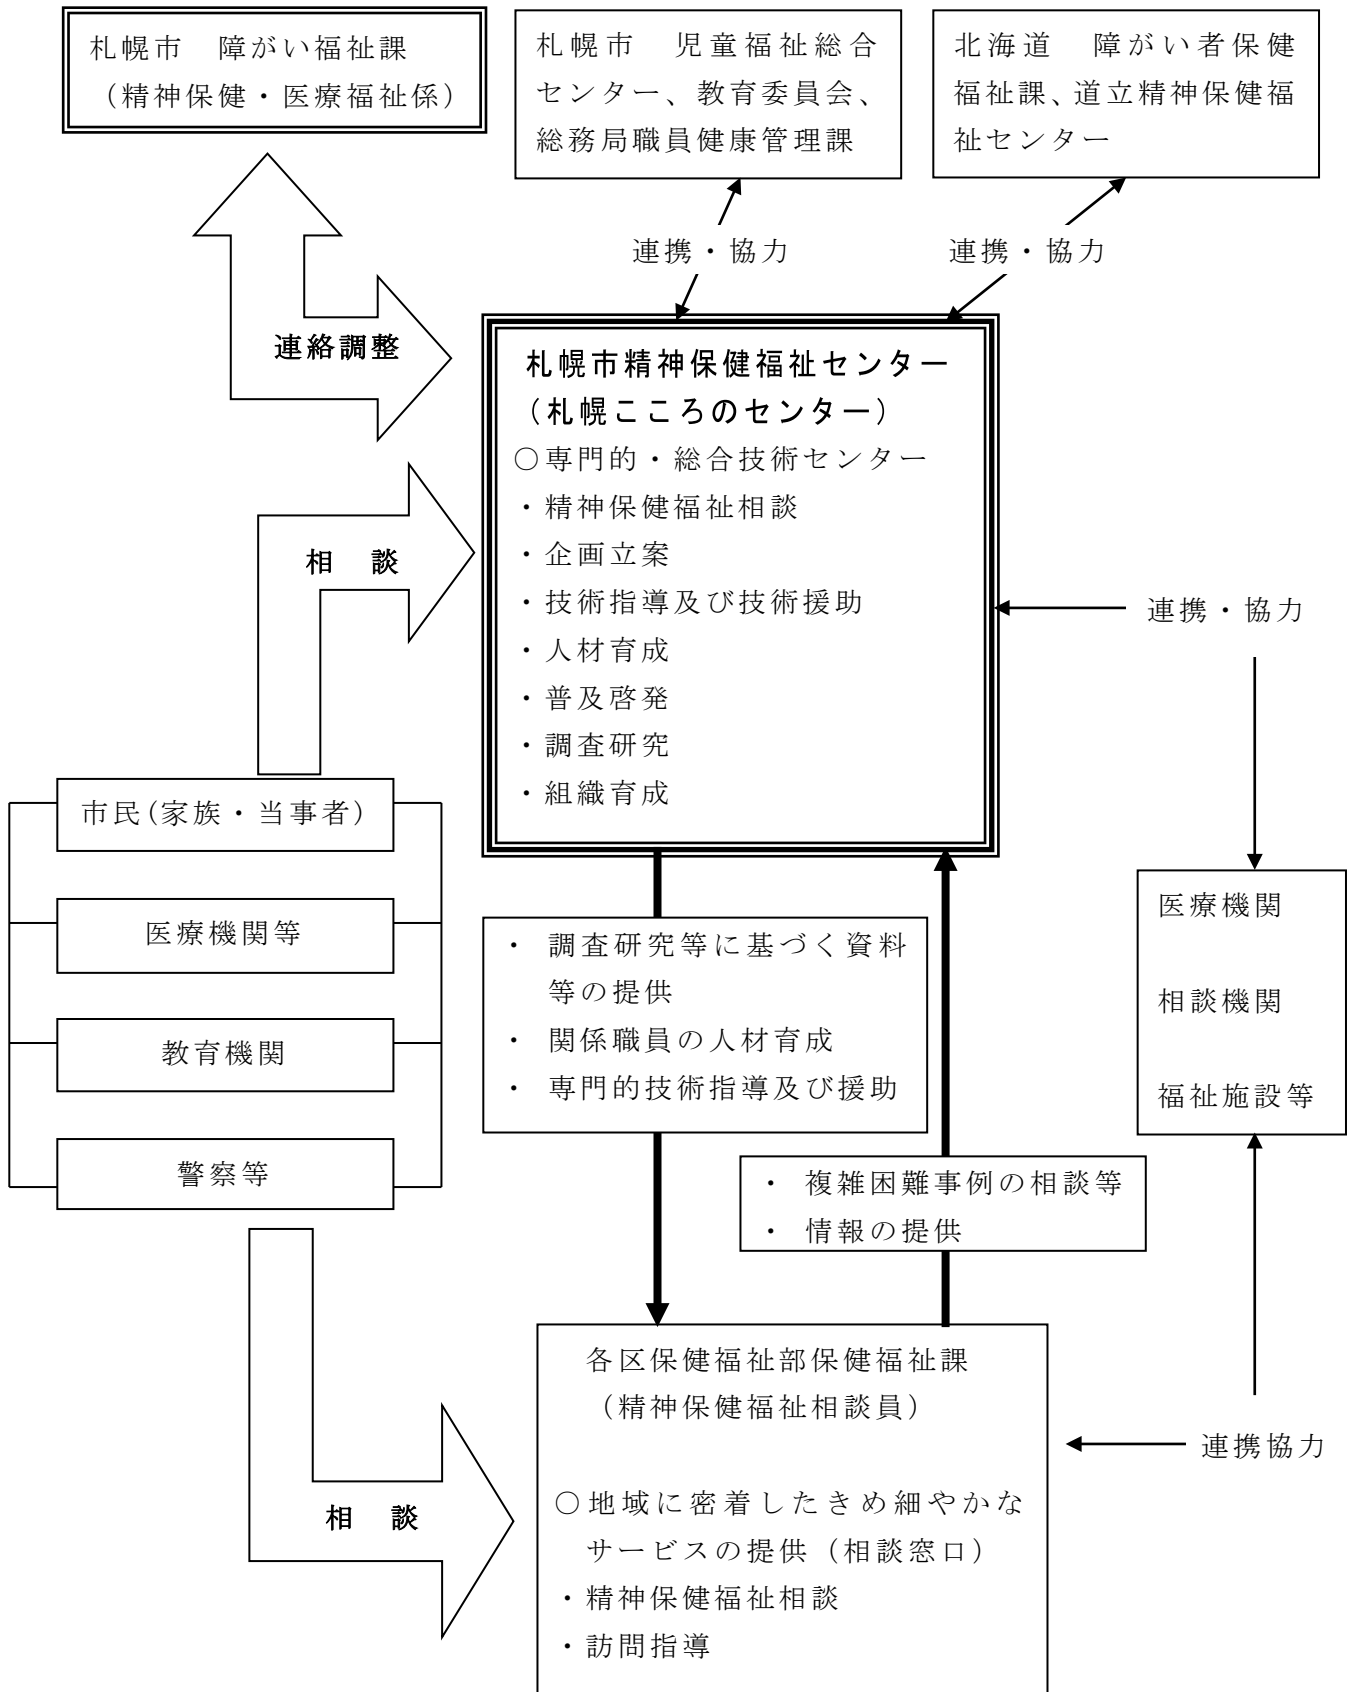 札幌市　障がい福祉課
（精神保健・医療福祉係）
札幌市　児童福祉総合
センター、教育委員会、
総務局職員健康管理課
北海道　障がい者保健
福祉課、道立精神保健福
祉センター
連携・協力
連携・協力
連絡調整
札幌市精神保健福祉センター
（札幌こころのセンター）
○専門的・総合技術センター
・精神保健福祉相談
・企画立案
・技術指導及び技術援助
・人材育成
・普及啓発
・調査研究
・組織育成
相　談
連携・協力
市民(家族・当事者)
医療機関等
教育機関
警察等
・　調査研究等に基づく資料
等の提供
・　関係職員の人材育成
・　専門的技術指導及び援助
・　複雑困難事例の相談等
・　情報の提供
医療機関
相談機関
福祉施設等
各区保健福祉部保健福祉課
（精神保健福祉相談員）
○地域に密着したきめ細やかな
サービスの提供（相談窓口）
・精神保健福祉相談
・訪問指導
連携協力
相　談